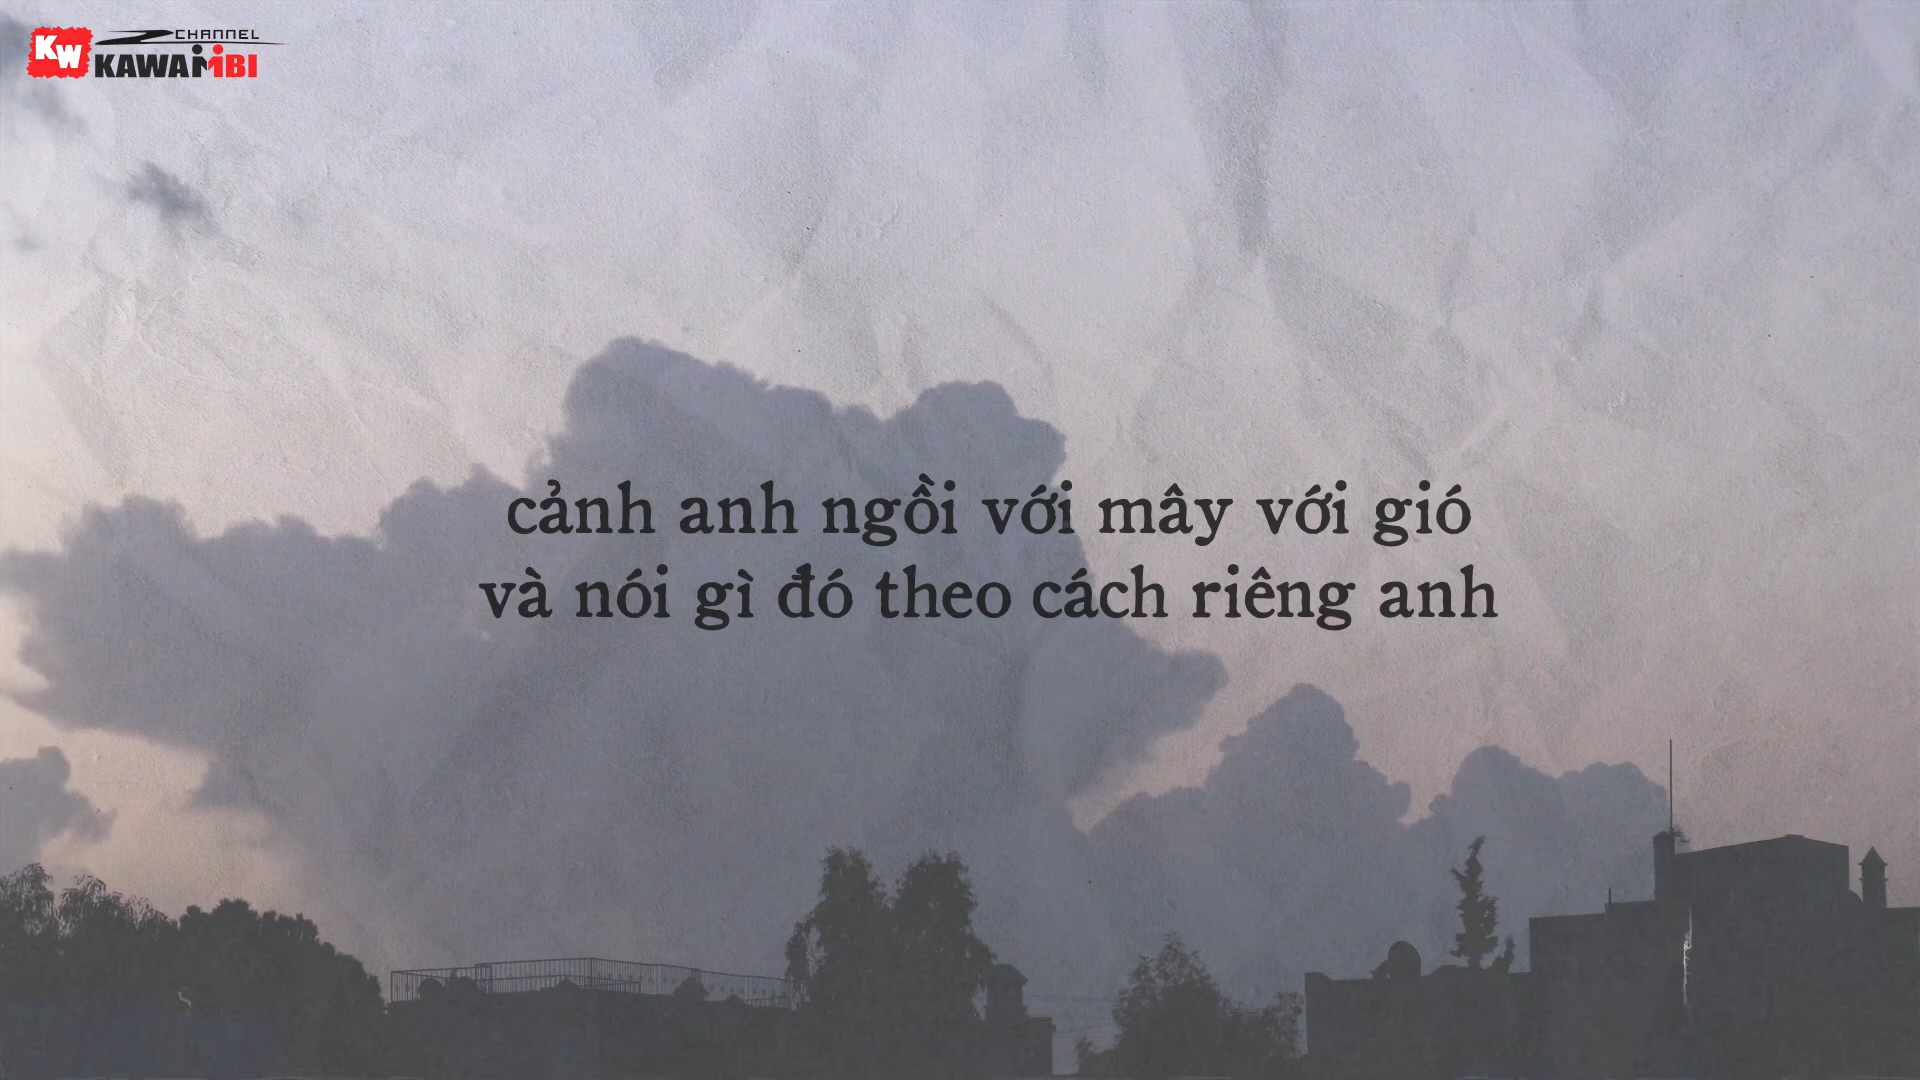 KW CHANNEL
KAWAIIBI
cảnh anh ngồi với mây với gió
và nói gì đó theo cách riêng anh